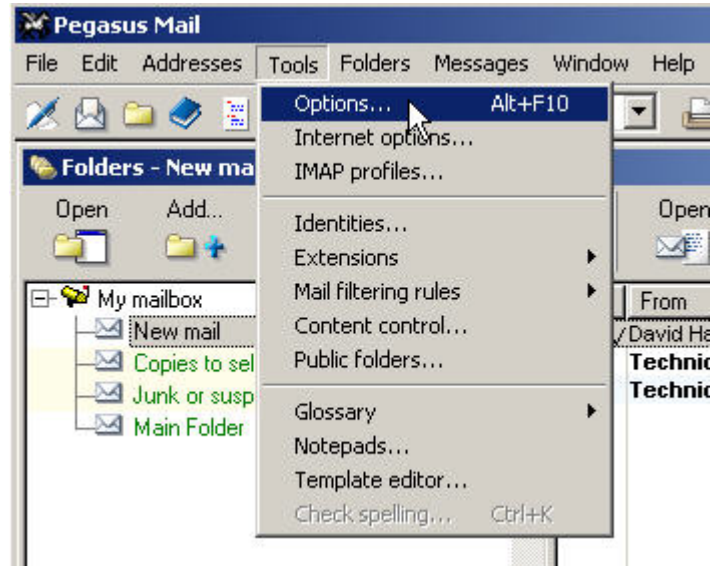 Pegasus Mail
File Edit Addresses Tools Folders Messages Window Help
Folders - New ma
Open Add...
My mailbox
New mail
Copies to sel
Junk or susp
Main Folder
Options... Alt+F10
Internet options...
IMAP profiles...
Identities...
Extensions
Mail filtering rules
Content control...
Public folders...
Glossary
Notepads...
Template editor...
Check spelling... Ctrl+K
Open
From
David Ha
Technic
Technic